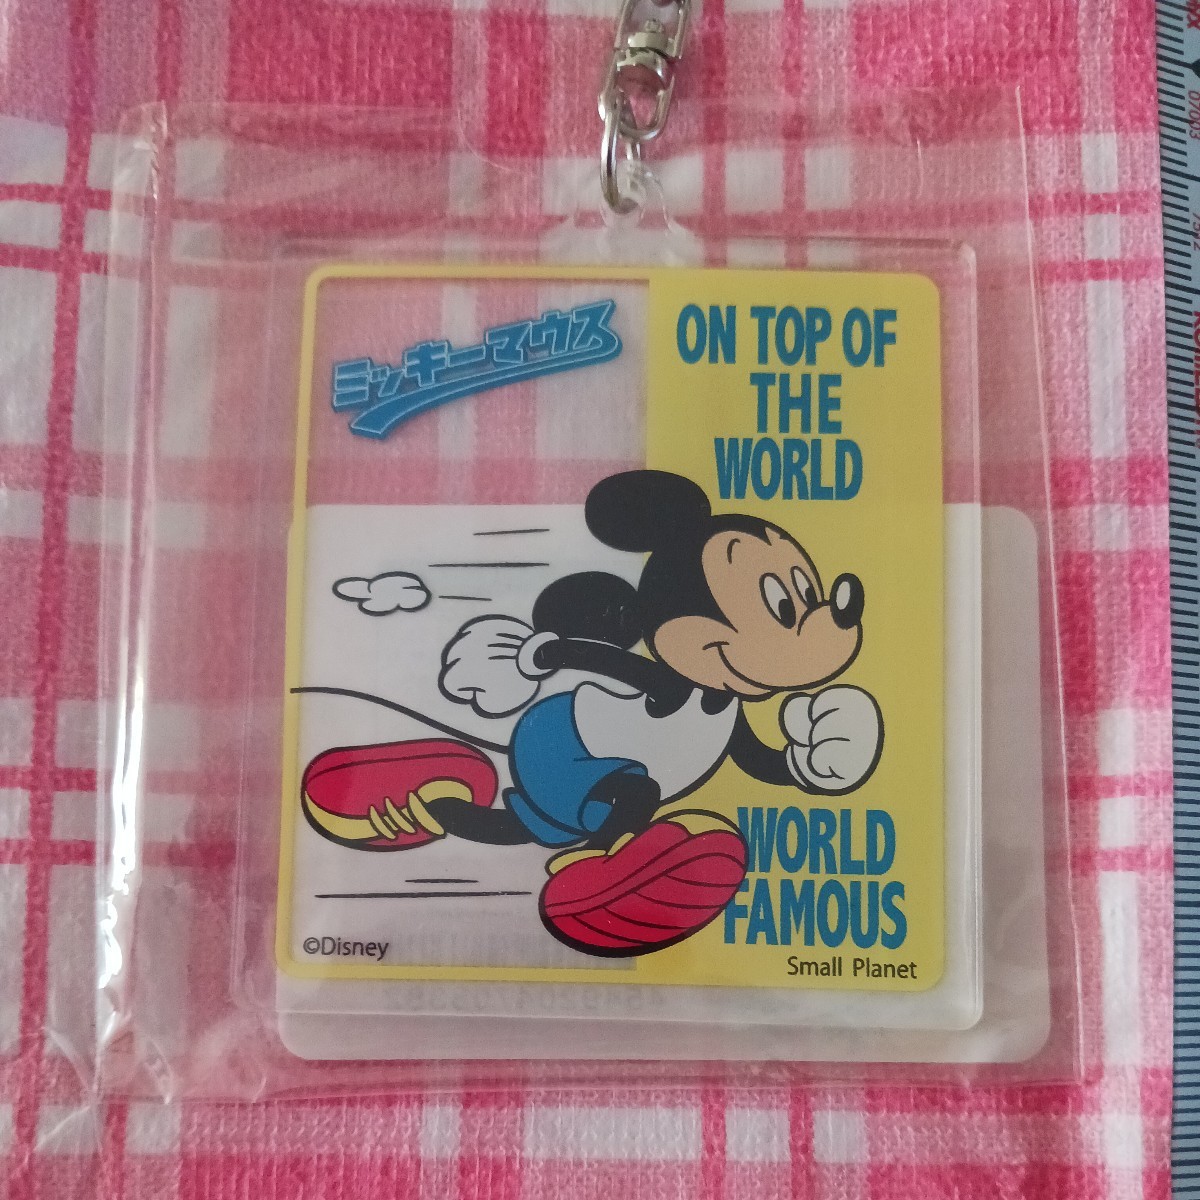 ミッキーマウス
ON TOP OF
THE
WORLD
WORLD
FAMOUS
©Disney
Small Planet